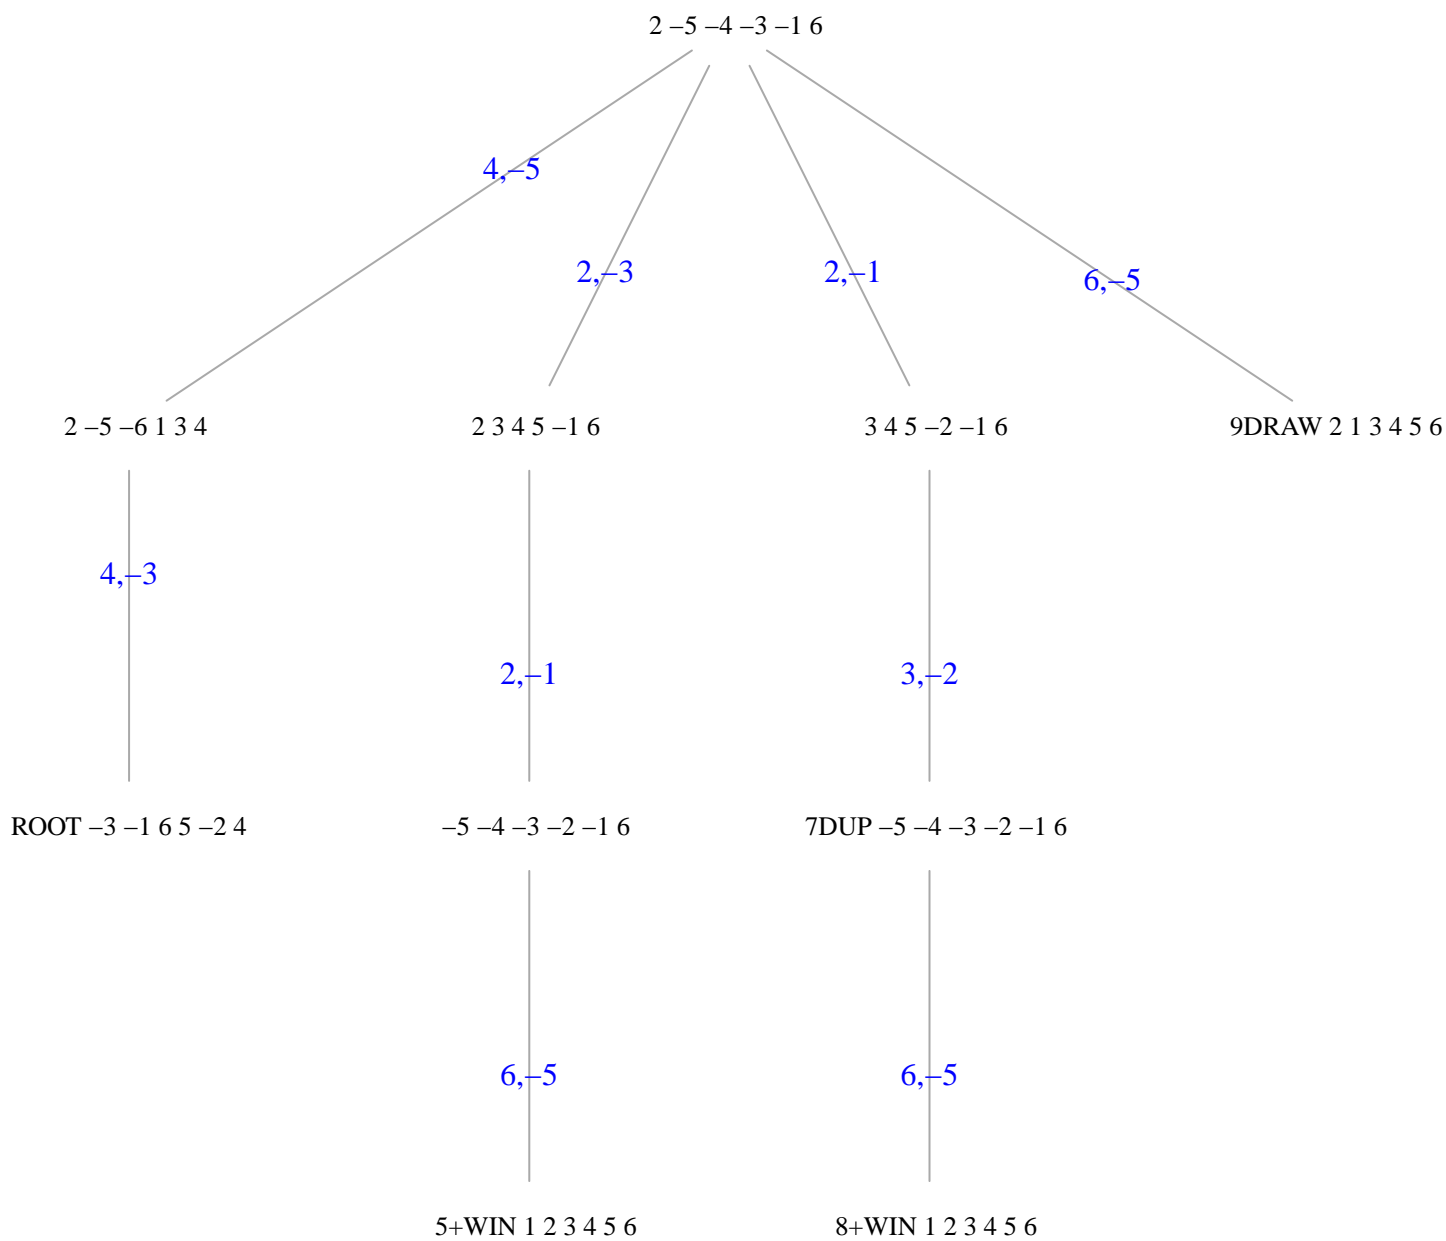 2 –5 –4 –3 –1 6
4,–5
2,–3
2,–1
6,–5
2 –5 –6 1 3 4
2 3 4 5 –1 6
3 4 5 –2 –1 6
9DRAW 2 1 3 4 5 6
4,–3
2,–1
3,–2
ROOT –3 –1 6 5 –2 4
–5 –4 –3 –2 –1 6
7DUP –5 –4 –3 –2 –1 6
6,–5
6,–5
5+WIN 1 2 3 4 5 6
8+WIN 1 2 3 4 5 6